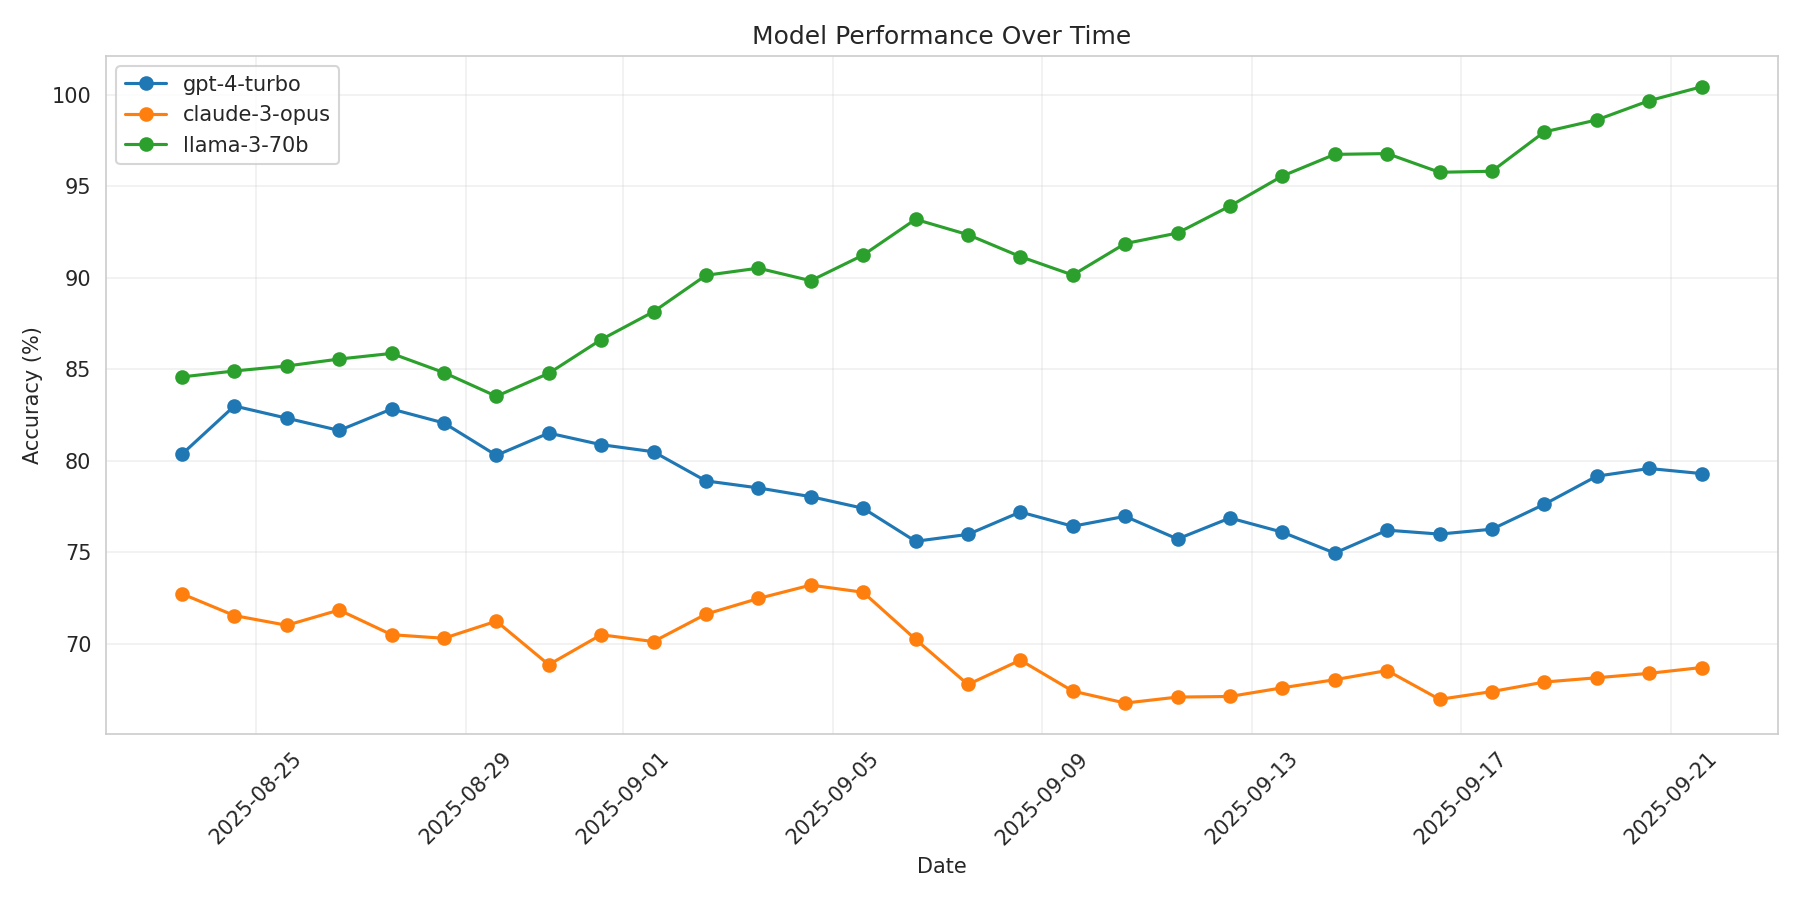 Model Performance Over Time
gpt-4-turbo
claude-3-opus
llama-3-70b
Accuracy (%)
100
95
90
85
80
75
70
2025-08-25
2025-08-29
2025-09-01
2025-09-05
2025-09-09
2025-09-13
2025-09-17
2025-09-21
Date